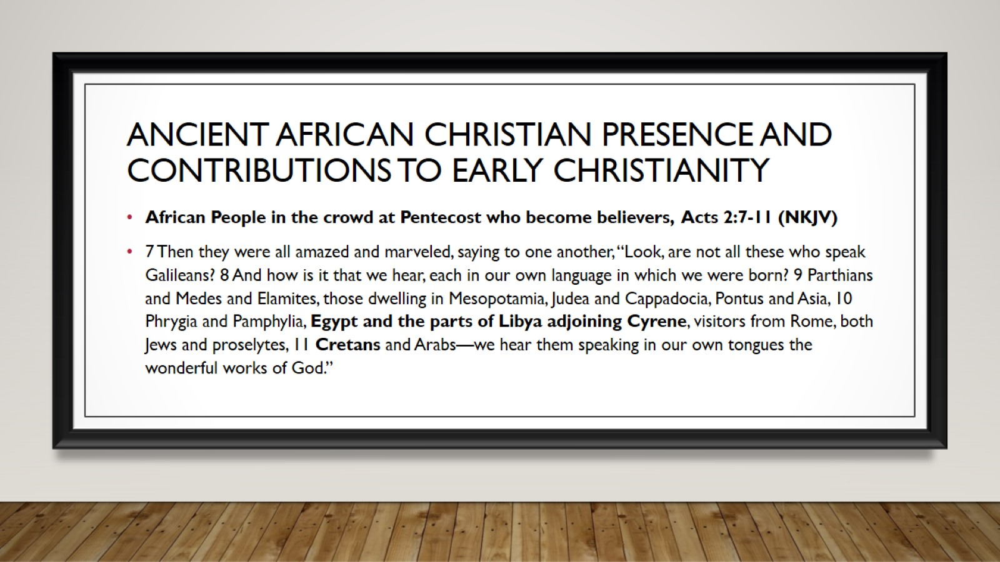 ANCIENT AFRICAN CHRISTIAN PRESENCE AND
CONTRIBUTIONS TO EARLY CHRISTIANITY
• African People in the crowd at Pentecost who become believers, Acts 2:7-11 (NKJV)
• 7 Then they were all amazed and marveled, saying to one another, “Look, are not all these who speak
Galileans? 8 And how is it that we hear, each in our own language in which we were born? 9 Parthians
and Medes and Elamites, those dwelling in Mesopotamia, Judea and Cappadocia, Pontus and Asia, 10
Phrygia and Pamphylia, Egypt and the parts of Libya adjoining Cyrene, visitors from Rome, both
Jews and proselytes, 11 Cretans and Arabs—we hear them speaking in our own tongues the
wonderful works of God.”